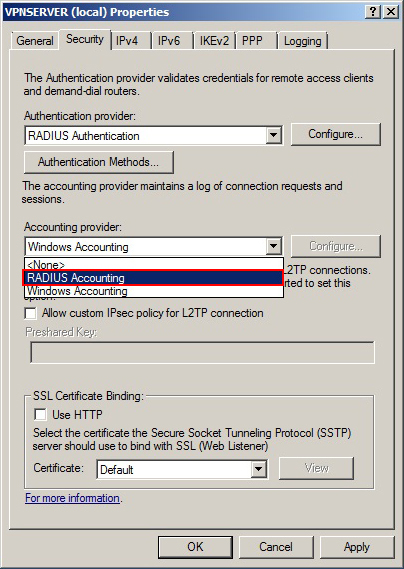 VPNSERVER (local) Properties
General Security IPv4 IPv6 IKEv2 PPP Logging
The Authentication provider validates credentials for remote access clients
and demand-dial routers.
Authentication provider:
RADIUS Authentication Configure...
Authentication Methods...
The accounting provider maintains a log of connection requests and
sessions.
Accounting provider:
Windows Accounting Configure...
<None>
RADIUS Accounting
Windows Accounting
L2TP connections.
rted to set this
option.
Allow custom IPsec policy for L2TP connection
Preshared Key:
SSL Certificate Binding:
Use HTTP
Select the certificate the Secure Socket Tunneling Protocol (SSTP)
server should use to bind with SSL (Web Listener)
Certificate: Default View
For more information.
OK Cancel Apply